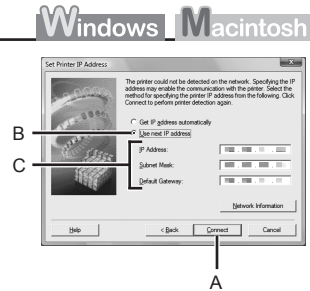 Windows Macintosh
Set Printer IP Address
The printer could not be detected on the network. Specifying the IP
address may enable the communication with the printer. Select the
method for specifying the printer IP address from the following. Click
Connect to perform printer detection again.
Get IP address automatically
B
Use next IP address
C
IP Address:
Subnet Mask:
Default Gateway:
Network Information
Help
< Back
Connect
Cancel
A